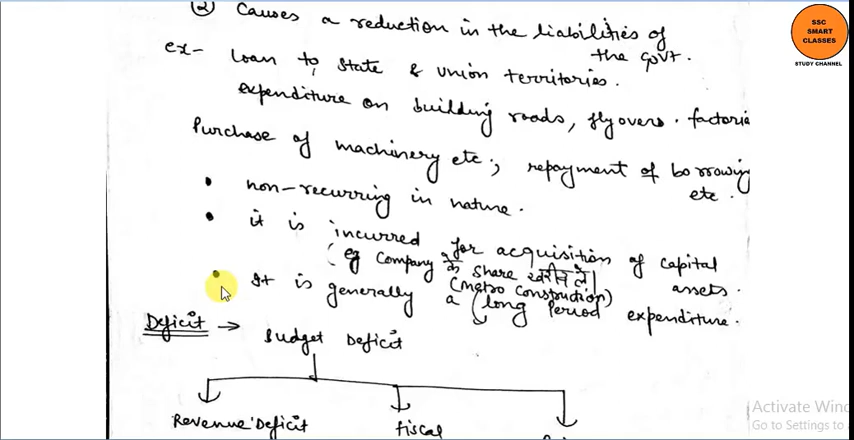 ② Causes a reduction in the liabilities of
the govt.
ex- loan to state & union territories.
expenditure on building roads, flyovers. factorie
Purchase of machinery etc., repayment of borrowing
etc.
• non-recurring in nature.
• it is incurred for acquisition of capital
assets.
(eg Company के share खरीद ले)
(Metro Constrution)
• It is generally a (long Period expenditure.
Deficit →
Budget Deficit
Revenue Deficit
fiscal
SSC
SMART
CLASSES
STUDY CHANNEL
Activate Wind
Go to Settings to